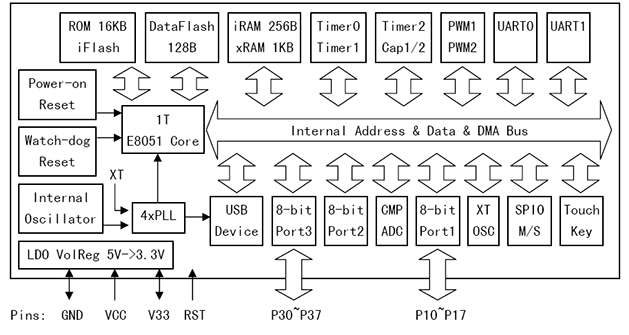 ROM 16KB
iFlash
DataFlash
128B
iRAM 256B
xRAM 1KB
Timer0
Timer1
Timer2
Cap1/2
PWM1
PWM2
UART0
UART1
Power-on
Reset
1T
E8051 Core
Internal Address & Data & DMA Bus
Watch-dog
Reset
XT
Internal
Oscillator
4xPLL
USB
Device
8-bit
Port3
8-bit
Port2
CMP
ADC
8-bit
Port1
XT
OSC
SPI0
M/S
Touch
Key
LDO VolReg 5V->3.3V
Pins: GND VCC V33 RST P30~P37 P10~P17